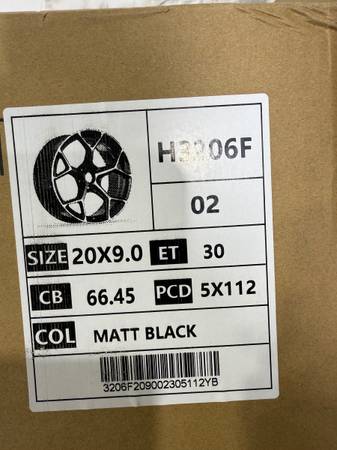 H3206F
02
SIZE 20X9.0 ET 30
CB 66.45 PCD 5X112
COL MATT BLACK
3206F209002305112YB